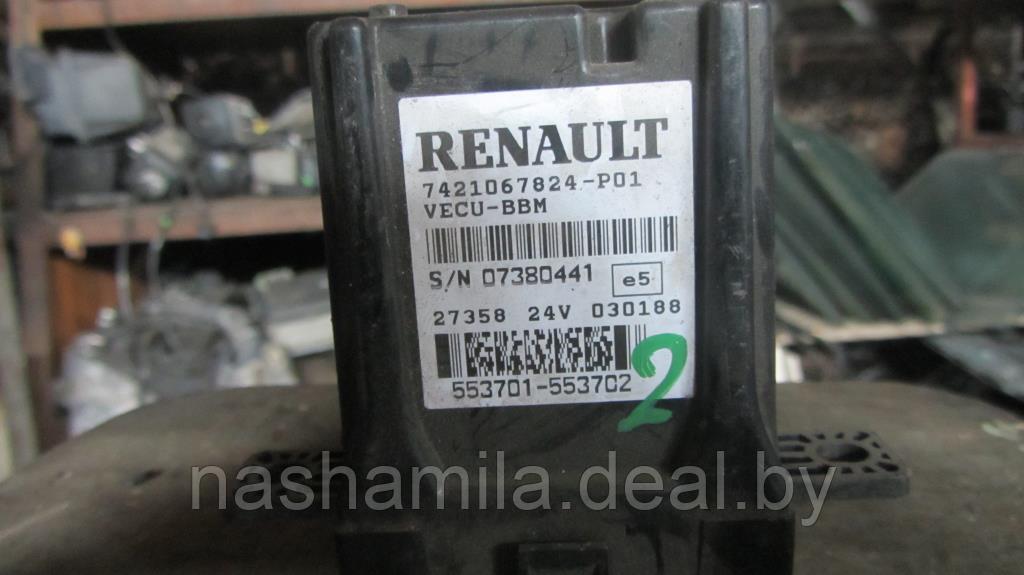 RENAULT
7421067824-P01
VECU-BBM
S/N 07380441 e5
27358 24V 030188
553701-553702
2
nashamila.deal.by